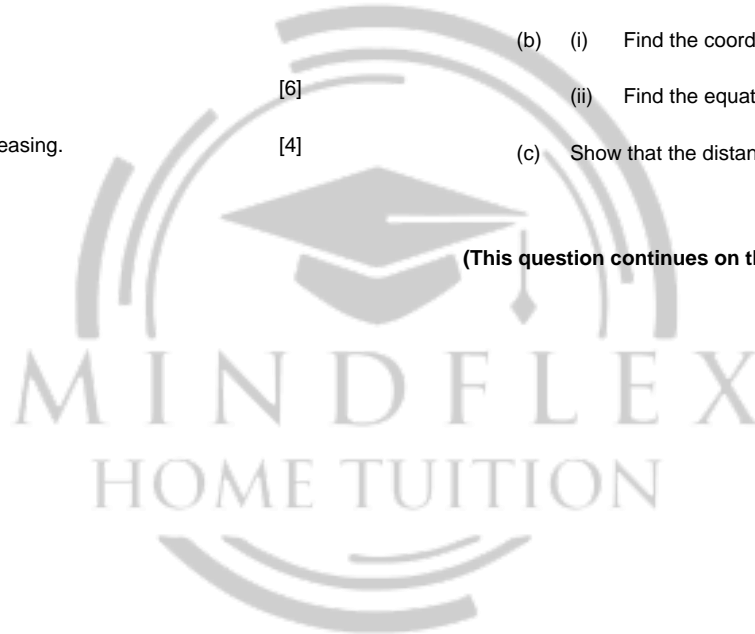 [6]
easing. [4]
(b) (i) Find the coord
(ii) Find the equat
(c) Show that the distan
(This question continues on th
MINDFLEX
HOME TUITION